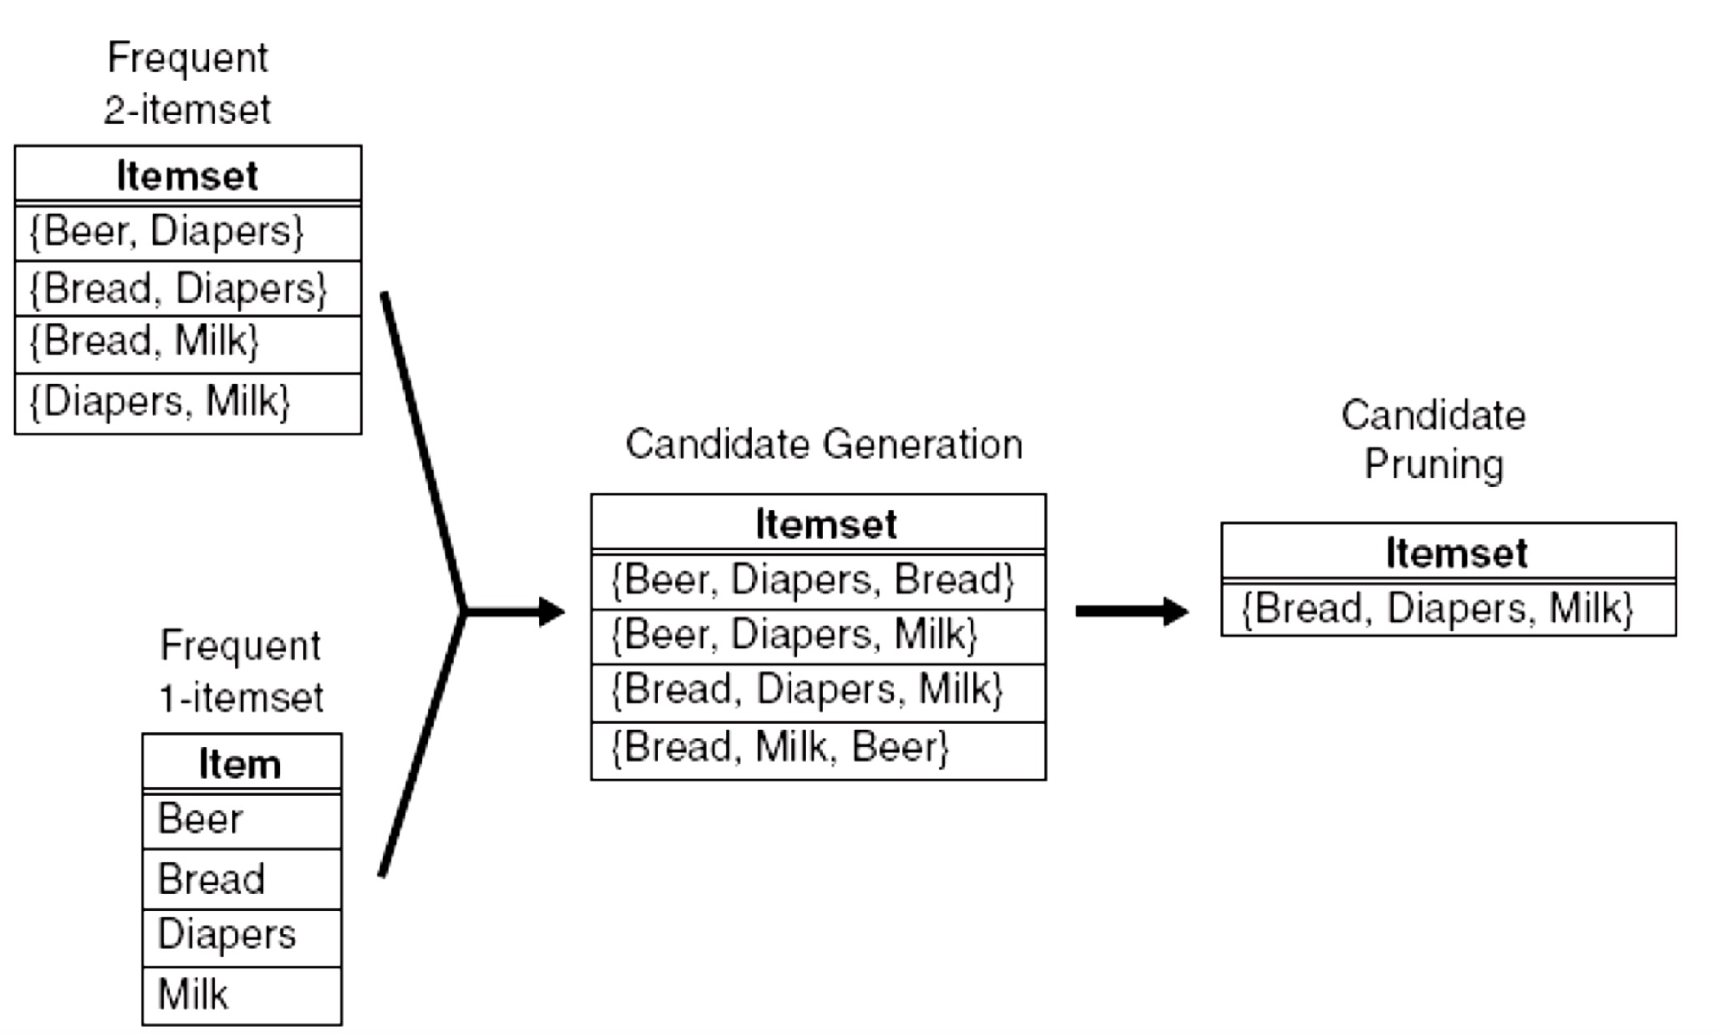 Frequent
2-itemset
Itemset
{Beer, Diapers}
{Bread, Diapers}
{Bread, Milk}
{Diapers, Milk}
Frequent
1-itemset
Item
Beer
Bread
Diapers
Milk
Candidate Generation
Itemset
{Beer, Diapers, Bread}
{Beer, Diapers, Milk}
{Bread, Diapers, Milk}
{Bread, Milk, Beer}
Candidate
Pruning
Itemset
{Bread, Diapers, Milk}